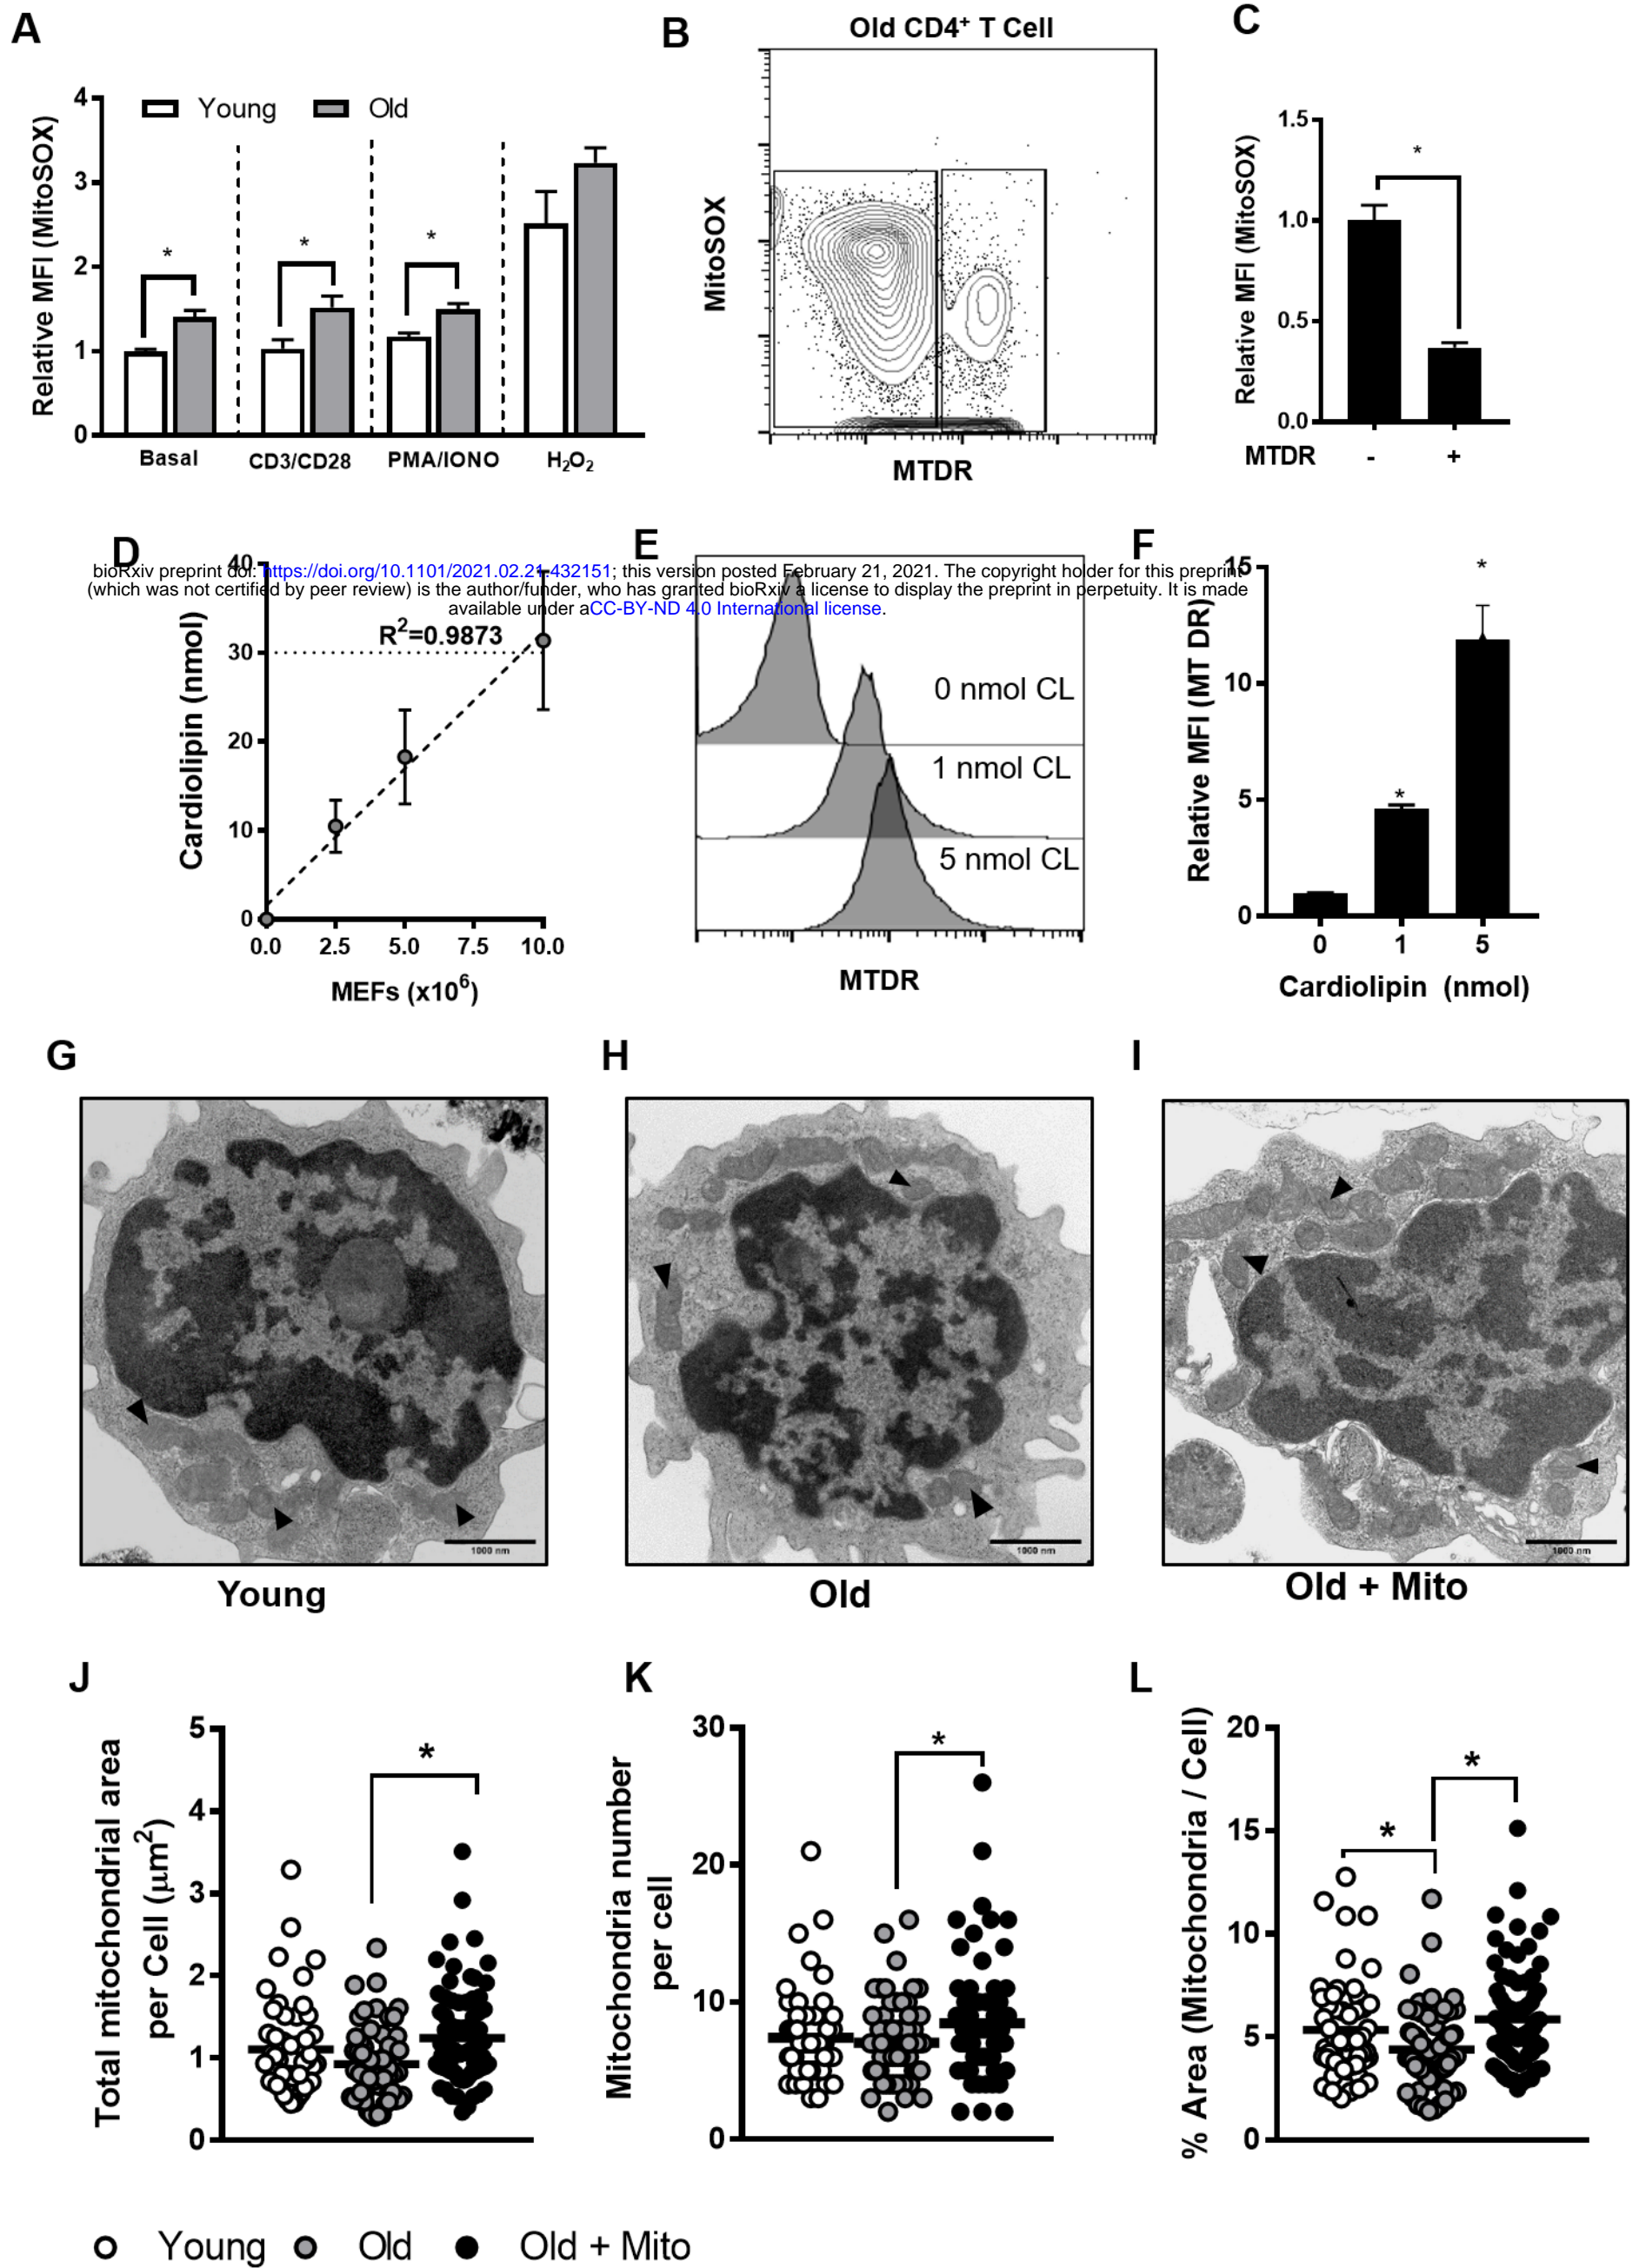 A
Relative MFI (MitoSOX)
4
3
2
1
0
Young
Old
*
*
*
Basal
CD3/CD28
PMA/IONO
H₂O₂
B
Old CD4⁺ T Cell
MitoSOX
MTDR
C
Relative MFI (MitoSOX)
1.5
1.0
0.5
0.0
*
MTDR
-
+
bioRxiv preprint doi: https://doi.org/10.1101/2021.02.21.432151; this version posted February 21, 2021. The copyright holder for this preprint
(which was not certified by peer review) is the author/funder, who has granted bioRxiv a license to display the preprint in perpetuity. It is made
available under aCC-BY-ND 4.0 International license.
D
Cardiolipin (nmol)
40
30
20
10
0
R²=0.9873
0.0
2.5
5.0
7.5
10.0
MEFs (x10⁶)
E
0 nmol CL
1 nmol CL
5 nmol CL
MTDR
F
Relative MFI (MT DR)
15
10
5
0
*
*
0
1
5
Cardiolipin (nmol)
G
1000 nm
Young
H
1000 nm
Old
I
1000 nm
Old + Mito
J
Total mitochondrial area
per Cell (μm²)
5
4
3
2
1
0
*
K
Mitochondria number
per cell
30
20
10
0
*
L
% Area (Mitochondria / Cell)
20
15
10
5
0
*
*
Young
Old
Old + Mito